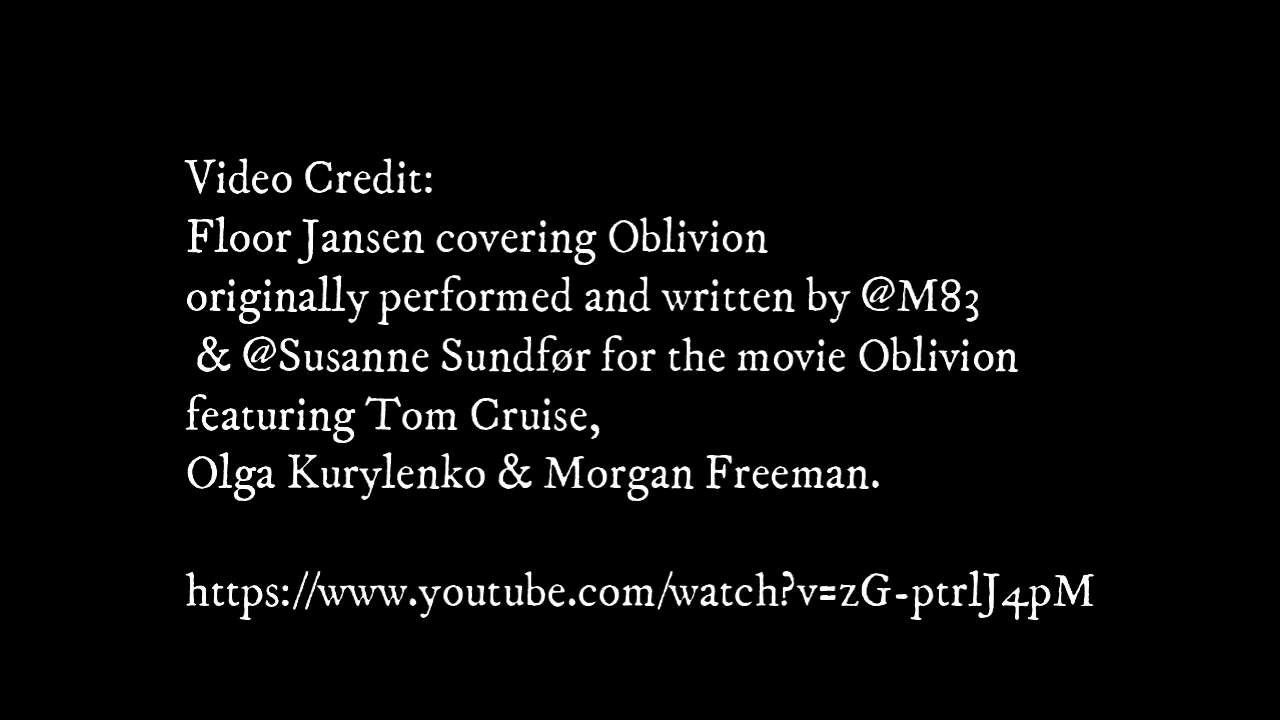 Video Credit:
Floor Jansen covering Oblivion
originally performed and written by @M83
& @Susanne Sundfør for the movie Oblivion
featuring Tom Cruise,
Olga Kurylenko & Morgan Freeman.
https://www.youtube.com/watch?v=zG-ptrlJ4pM